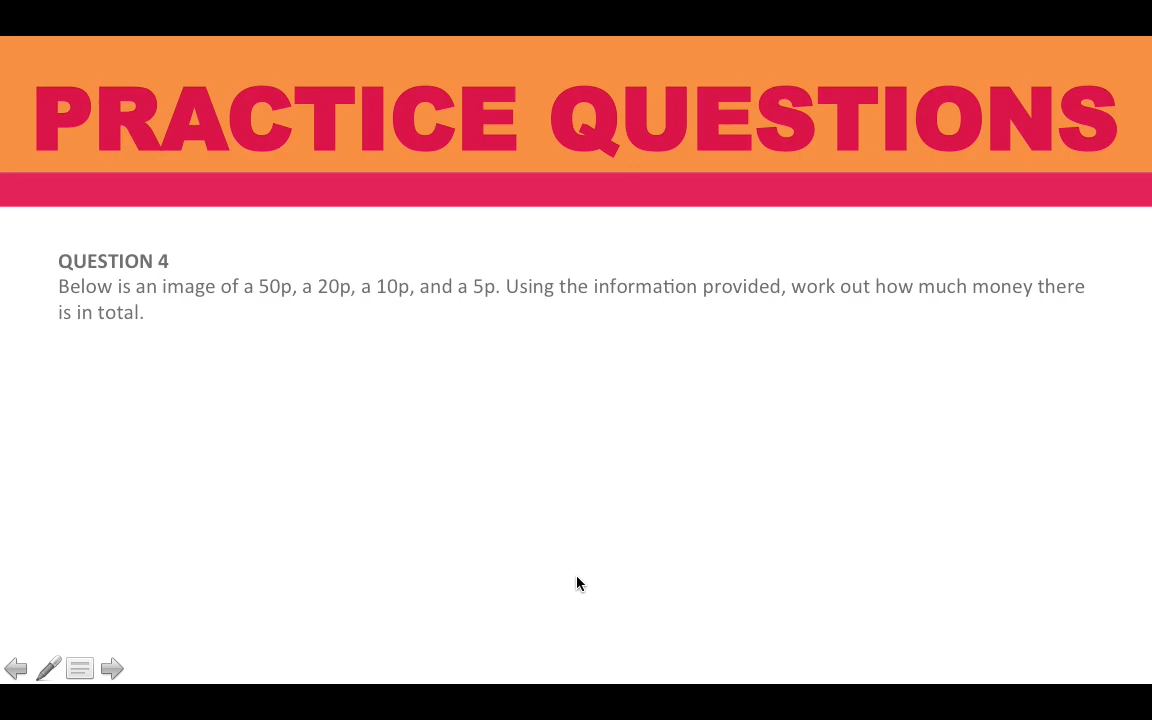 PRACTICE QUESTIONS
QUESTION 4
Below is an image of a 50p, a 20p, a 10p, and a 5p. Using the information provided, work out how much money there
is in total.